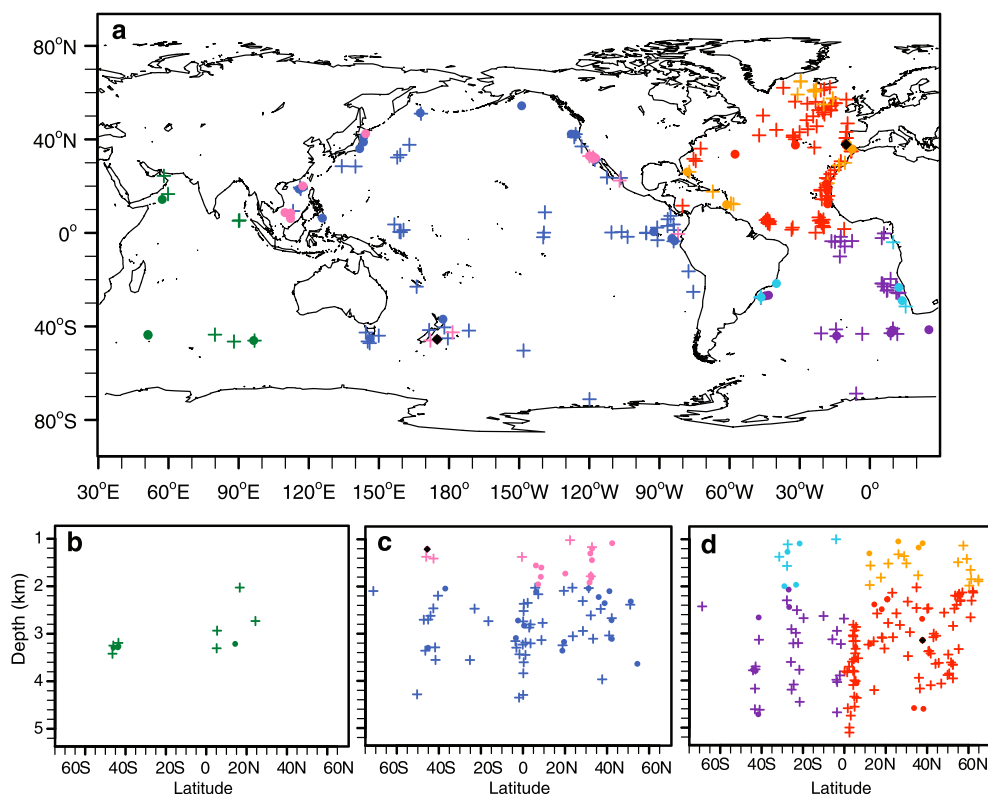 a
80°N
40°N
0°
40°S
80°S
30°E 60°E 90°E 120°E 150°E 180° 150°W 120°W 90°W 60°W 30°W 0°
b c d
Depth (km)
1
2
3
4
5
60S 40S 20S 0 20N 40N 60N
60S 40S 20S 0 20N 40N 60N
60S 40S 20S 0 20N 40N 60N
Latitude Latitude Latitude